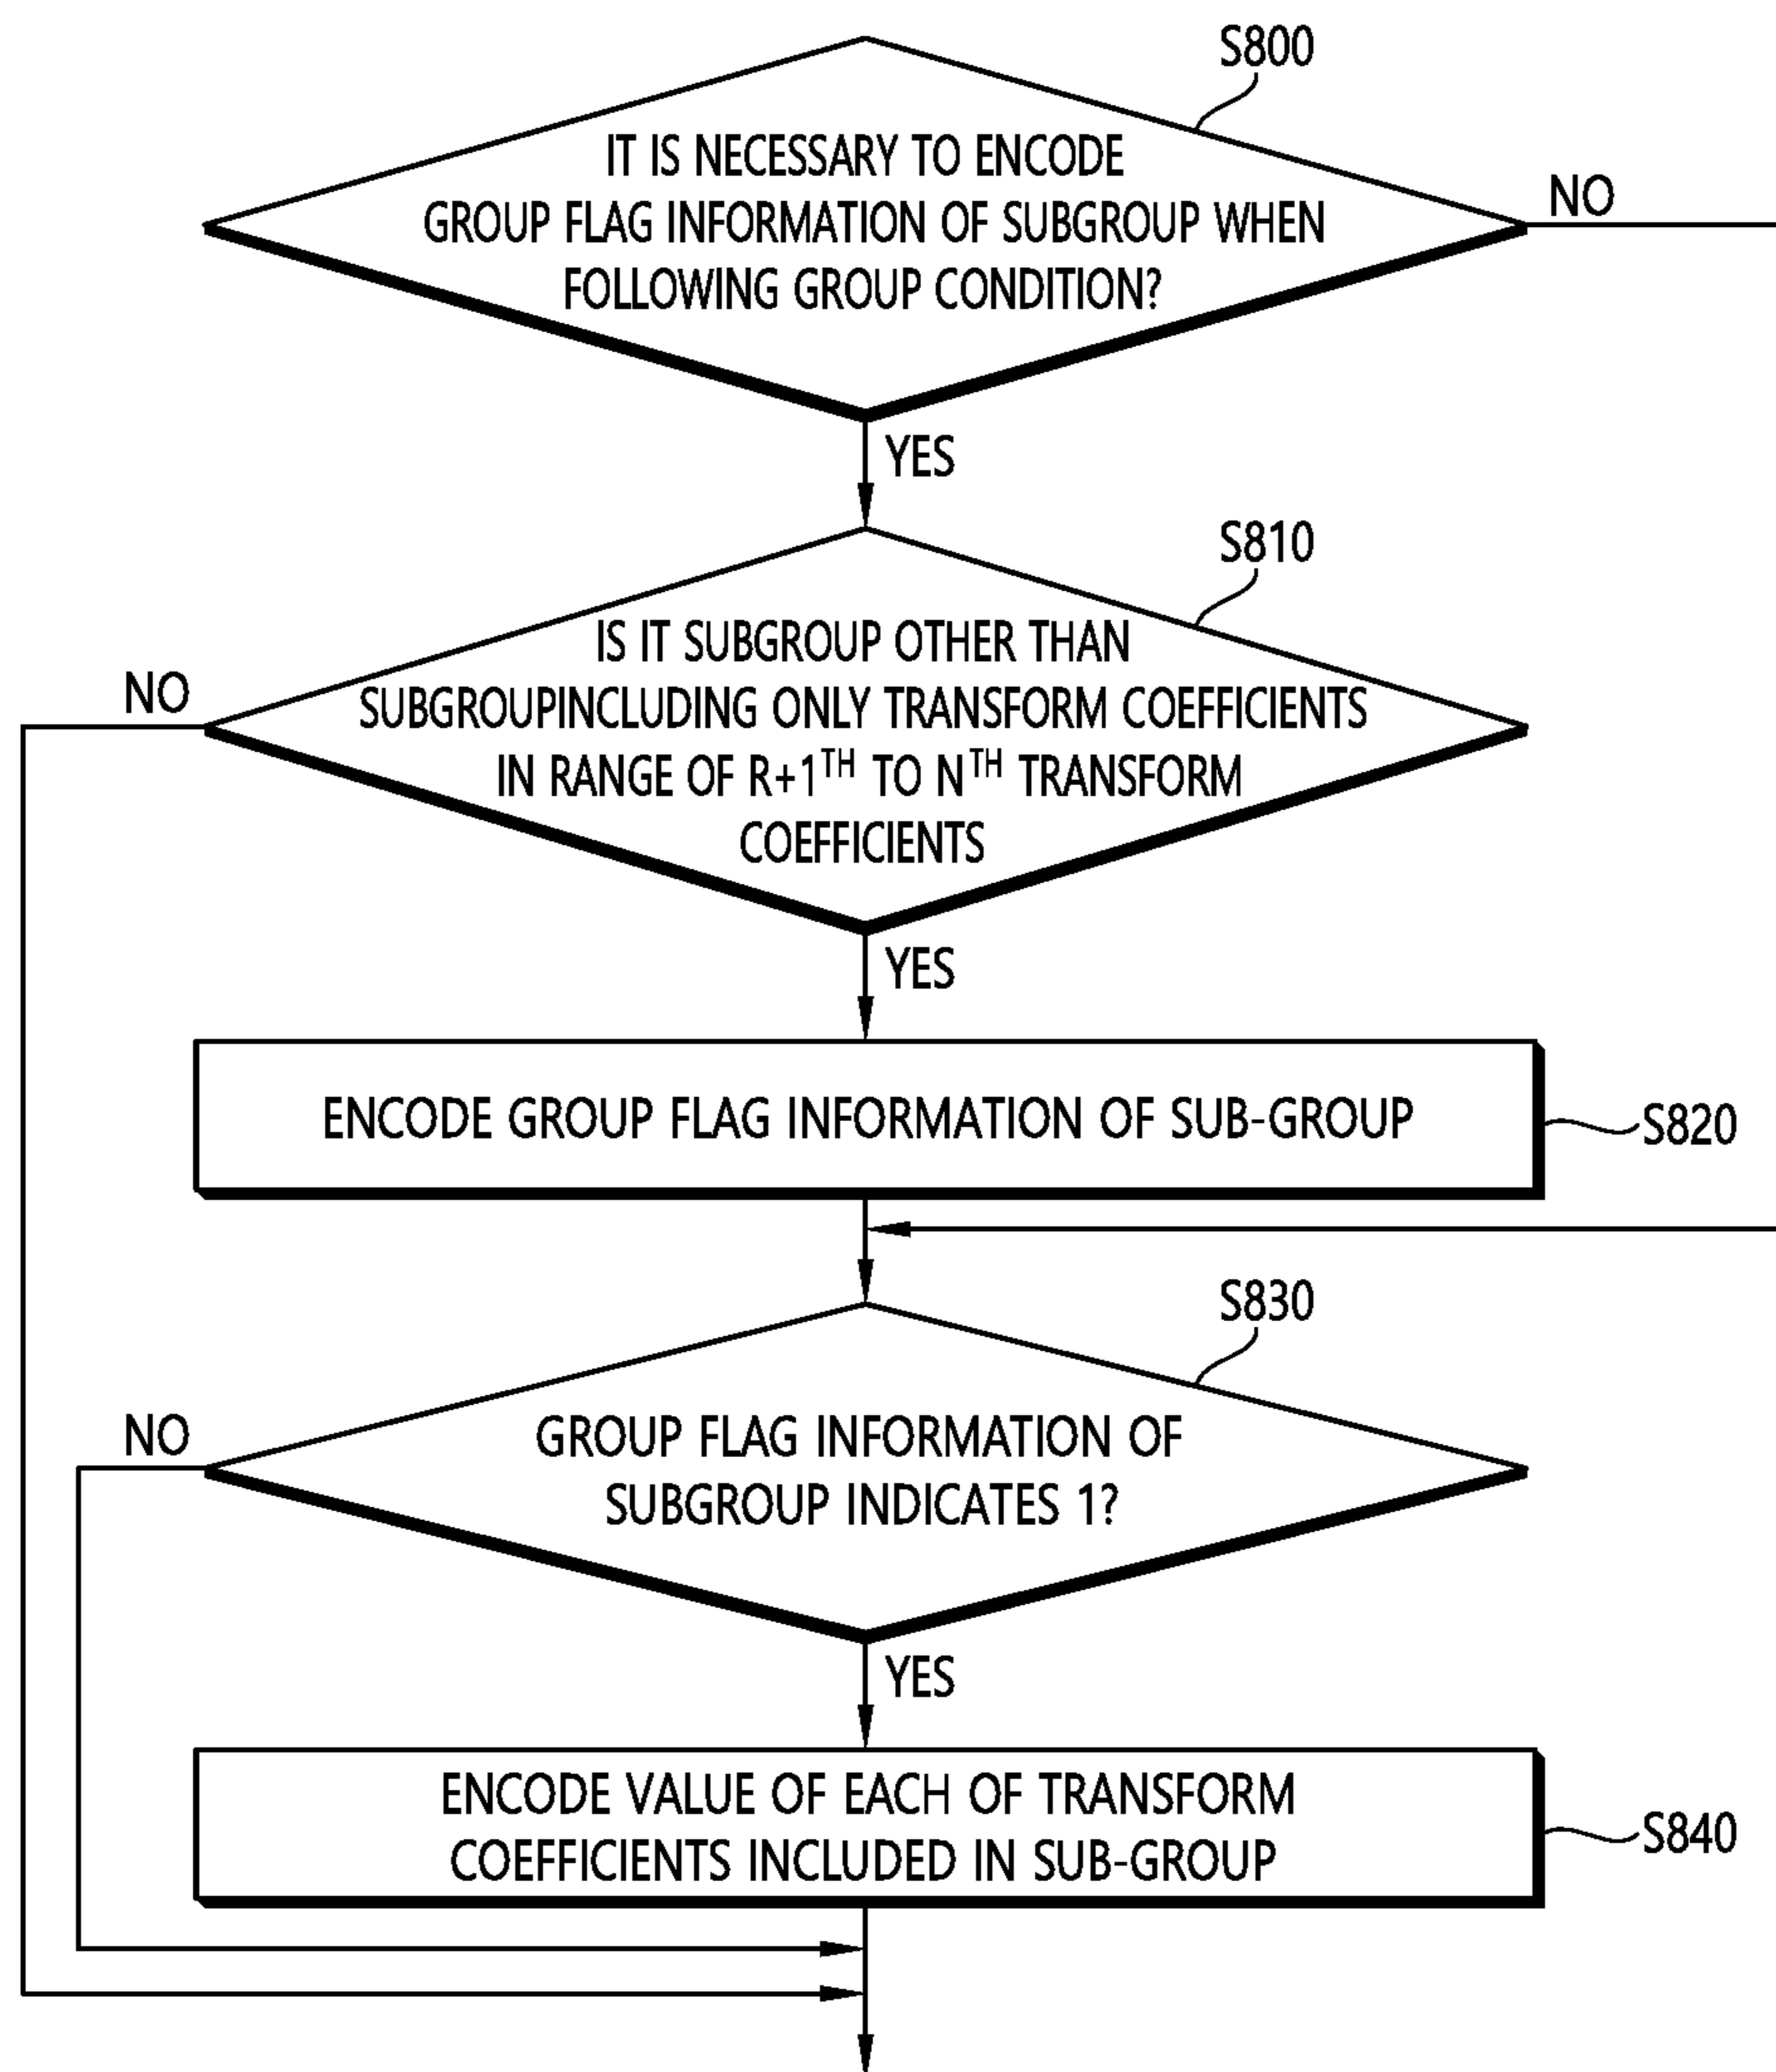 S800
IT IS NECESSARY TO ENCODE
GROUP FLAG INFORMATION OF SUBGROUP WHEN
FOLLOWING GROUP CONDITION?
NO
YES
S810
IS IT SUBGROUP OTHER THAN
SUBGROUPINCLUDING ONLY TRANSFORM COEFFICIENTS
IN RANGE OF R+1TH TO NTH TRANSFORM
COEFFICIENTS
NO
YES
ENCODE GROUP FLAG INFORMATION OF SUB-GROUP
S820
S830
GROUP FLAG INFORMATION OF
SUBGROUP INDICATES 1?
NO
YES
ENCODE VALUE OF EACH OF TRANSFORM
COEFFICIENTS INCLUDED IN SUB-GROUP
S840